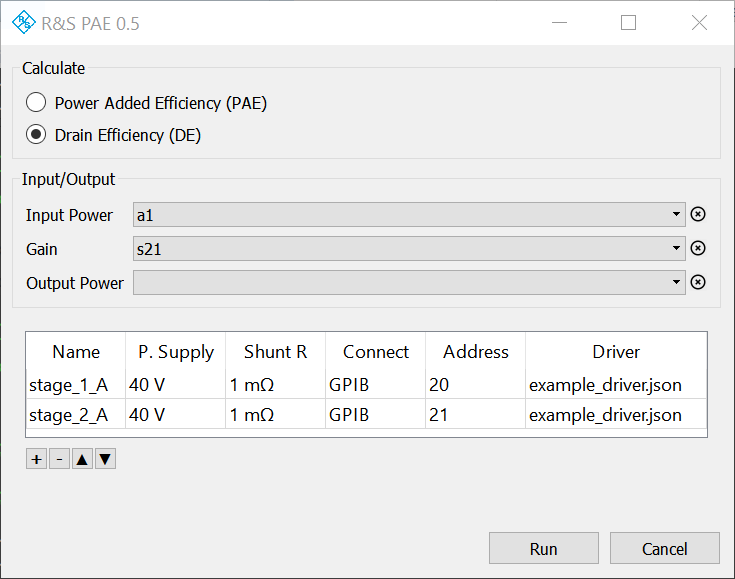 R&S PAE 0.5
Calculate
Power Added Efficiency (PAE)
Drain Efficiency (DE)
Input/Output
Input Power a1
Gain s21
Output Power
Name P. Supply Shunt R Connect Address Driver
stage_1_A 40 V 1 mΩ GPIB 20 example_driver.json
stage_2_A 40 V 1 mΩ GPIB 21 example_driver.json
+ - ▲ ▼
Run Cancel